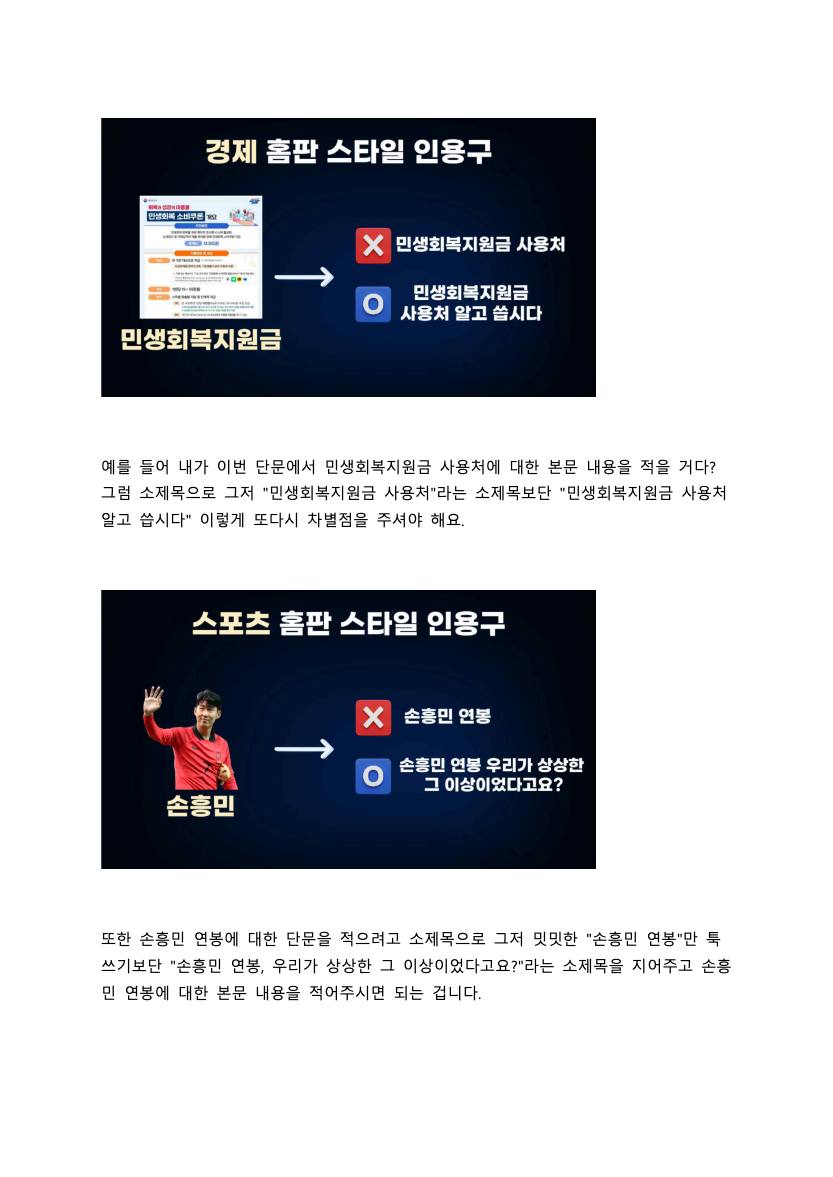 경제 홈판 스타일 인용구
민생회복 소비쿠폰 개요
민생회복지원금 사용처
민생회복지원금
사용처 알고 씁시다
민생회복지원금
예를 들어 내가 이번 단문에서 민생회복지원금 사용처에 대한 본문 내용을 적을 거다?
그럼 소제목으로 그저 "민생회복지원금 사용처"라는 소제목보단 "민생회복지원금 사용처
알고 씁시다" 이렇게 또다시 차별점을 주셔야 해요.
스포츠 홈판 스타일 인용구
손흥민 연봉
손흥민 연봉 우리가 상상한
그 이상이었다고요?
손흥민
또한 손흥민 연봉에 대한 단문을 적으려고 소제목으로 그저 밋밋한 "손흥민 연봉"만 툭
쓰기보단 "손흥민 연봉, 우리가 상상한 그 이상이었다고요?"라는 소제목을 지어주고 손흥
민 연봉에 대한 본문 내용을 적어주시면 되는 겁니다.